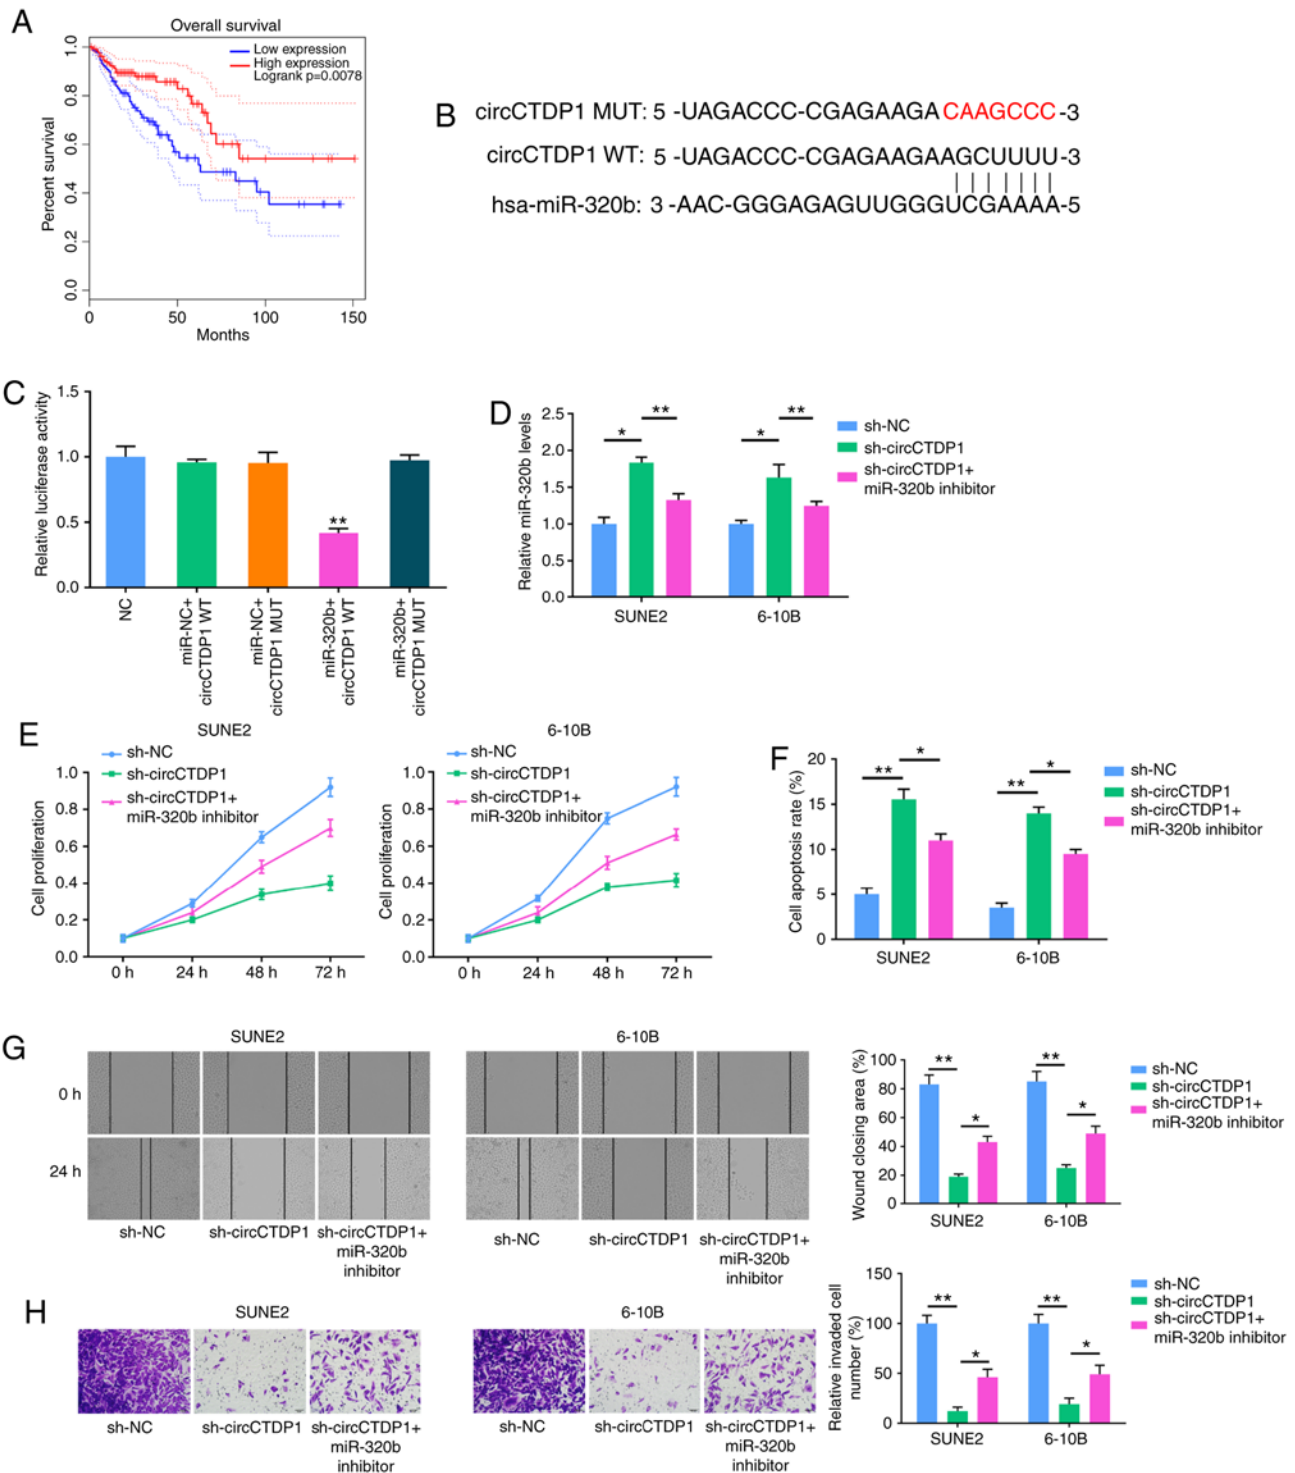 A
Overall survival
Low expression
High expression
Logrank p=0.0078
Percent survival
1.0
0.8
0.6
0.4
0.2
0.0
0
50
100
150
Months
B
circCTDP1 MUT: 5 -UAGACCC-CGAGAAGACAAGCCC-3
circCTDP1 WT: 5 -UAGACCC-CGAGAAGAAGCUUUU-3
hsa-miR-320b: 3 -AAC-GGGAGAGUUGGGUCGAAAA-5
C
Relative luciferase activity
1.5
1.0
0.5
0.0
**
NC
miR-NC+
circCTDP1 WT
miR-NC+
circCTDP1 MUT
miR-320b+
circCTDP1 WT
miR-320b+
circCTDP1 MUT
D
Relative miR-320b levels
2.5
2.0
1.5
1.0
0.5
0.0
*
**
*
**
SUNE2
6-10B
sh-NC
sh-circCTDP1
sh-circCTDP1+
miR-320b inhibitor
E
SUNE2
sh-NC
sh-circCTDP1
sh-circCTDP1+
miR-320b inhibitor
Cell proliferation
1.0
0.8
0.6
0.4
0.2
0.0
0 h
24 h
48 h
72 h
6-10B
sh-NC
sh-circCTDP1
sh-circCTDP1+
miR-320b inhibitor
Cell proliferation
1.0
0.8
0.6
0.4
0.2
0.0
0 h
24 h
48 h
72 h
F
Cell apoptosis rate (%)
20
15
10
5
0
**
*
**
*
SUNE2
6-10B
sh-NC
sh-circCTDP1
sh-circCTDP1+
miR-320b inhibitor
G
SUNE2
6-10B
0 h
24 h
sh-NC
sh-circCTDP1
sh-circCTDP1+
miR-320b
inhibitor
sh-NC
sh-circCTDP1
sh-circCTDP1+
miR-320b
inhibitor
Wound closing area (%)
100
80
60
40
20
0
**
*
**
*
SUNE2
6-10B
sh-NC
sh-circCTDP1
sh-circCTDP1+
miR-320b inhibitor
H
SUNE2
6-10B
sh-NC
sh-circCTDP1
sh-circCTDP1+
miR-320b
inhibitor
sh-NC
sh-circCTDP1
sh-circCTDP1+
miR-320b
inhibitor
Relative invaded cell
number (%)
150
100
50
0
**
*
**
*
SUNE2
6-10B
sh-NC
sh-circCTDP1
sh-circCTDP1+
miR-320b inhibitor